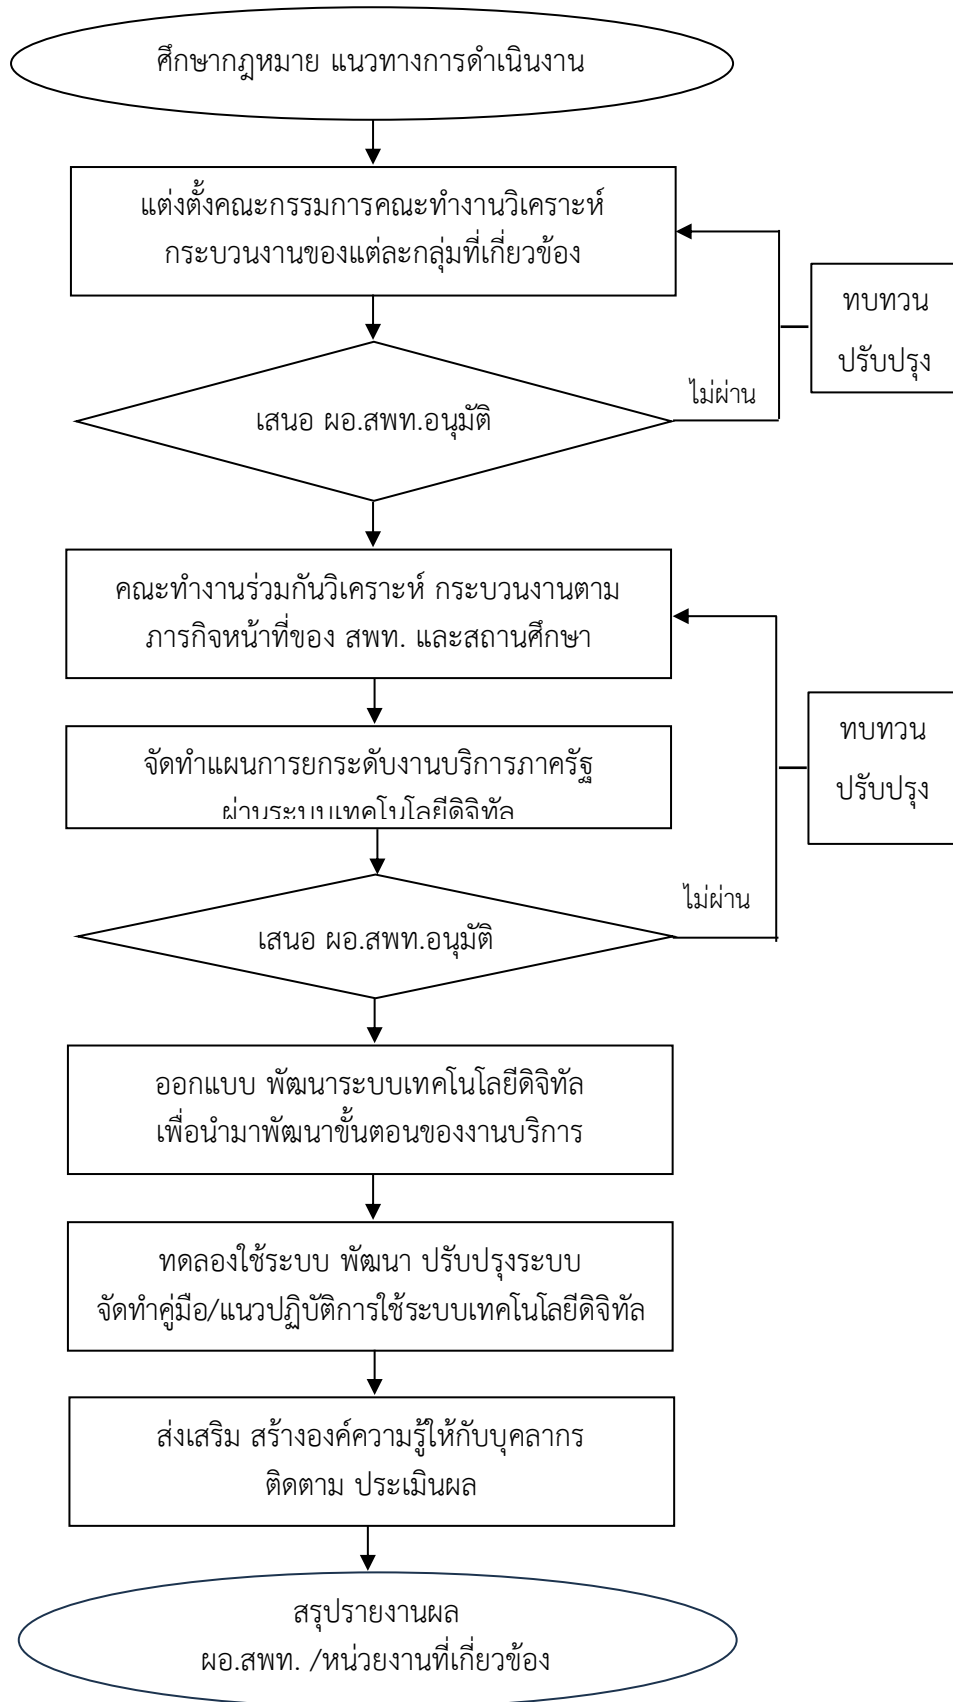 ศึกษากฎหมาย แนวทางการดำเนินงาน
แต่งตั้งคณะกรรมการคณะทำงานวิเคราะห์
กระบวนงานของแต่ละกลุ่มที่เกี่ยวข้อง
ทบทวน
ปรับปรุง
ไม่ผ่าน
เสนอ ผอ.สพท.อนุมัติ
คณะทำงานร่วมกันวิเคราะห์ กระบวนงานตาม
ภารกิจหน้าที่ของ สพท. และสถานศึกษา
ทบทวน
ปรับปรุง
จัดทำแผนการยกระดับงานบริการภาครัฐ
ผ่านระบบเทคโนโลยีดิจิทัล
ไม่ผ่าน
เสนอ ผอ.สพท.อนุมัติ
ออกแบบ พัฒนาระบบเทคโนโลยีดิจิทัล
เพื่อนำมาพัฒนาขั้นตอนของงานบริการ
ทดลองใช้ระบบ พัฒนา ปรับปรุงระบบ
จัดทำคู่มือ/แนวปฏิบัติการใช้ระบบเทคโนโลยีดิจิทัล
ส่งเสริม สร้างองค์ความรู้ให้กับบุคลากร
ติดตาม ประเมินผล
สรุปรายงานผล
ผอ.สพท. /หน่วยงานที่เกี่ยวข้อง